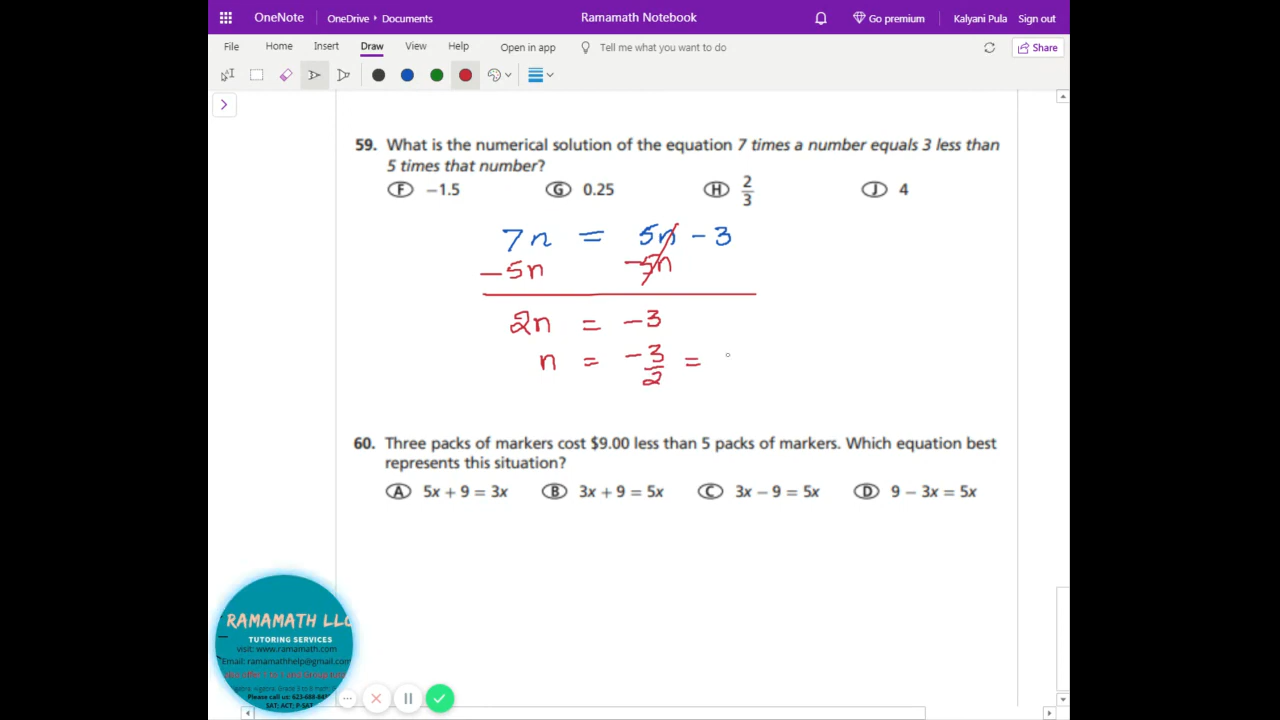 OneNote OneDrive › Documents Ramamath Notebook Go premium Kalyani Pula Sign out
File Home Insert Draw View Help Open in app Tell me what you want to do Share
59. What is the numerical solution of the equation 7 times a number equals 3 less than
5 times that number?
F −1.5 G 0.25 H 2/3 J 4
7n = 5n − 3
−5n −5n
2n = −3
n = −3/2 =
60. Three packs of markers cost $9.00 less than 5 packs of markers. Which equation best
represents this situation?
A 5x + 9 = 3x B 3x + 9 = 5x C 3x − 9 = 5x D 9 − 3x = 5x
RAMAMATH LLC
TUTORING SERVICES
visit: www.ramamath.com
Email: ramamathhelp@gmail.com
SAT; ACT; P-SAT